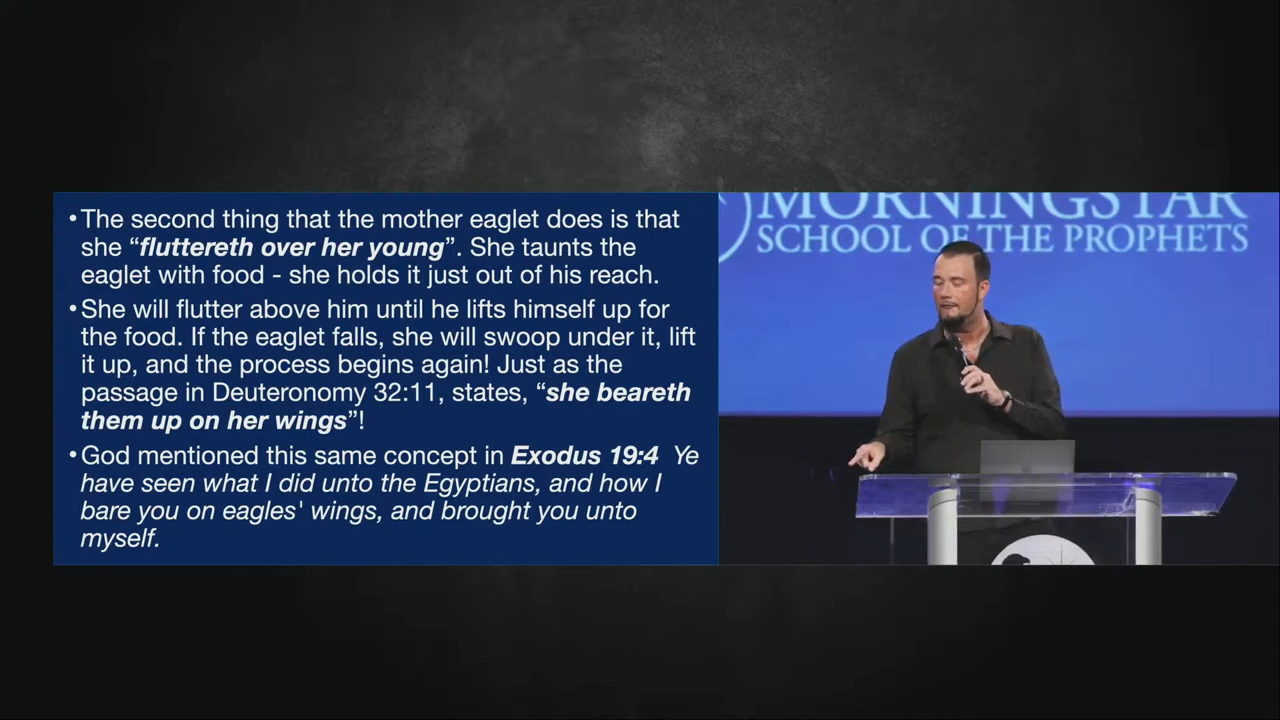 •The second thing that the mother eaglet does is that
she “fluttereth over her young”. She taunts the
eaglet with food - she holds it just out of his reach.
•She will flutter above him until he lifts himself up for
the food. If the eaglet falls, she will swoop under it, lift
it up, and the process begins again! Just as the
passage in Deuteronomy 32:11, states, “she beareth
them up on her wings”!
•God mentioned this same concept in Exodus 19:4  Ye
have seen what I did unto the Egyptians, and how I
bare you on eagles' wings, and brought you unto
myself.
MORNINGSTAR
SCHOOL OF THE PROPHETS